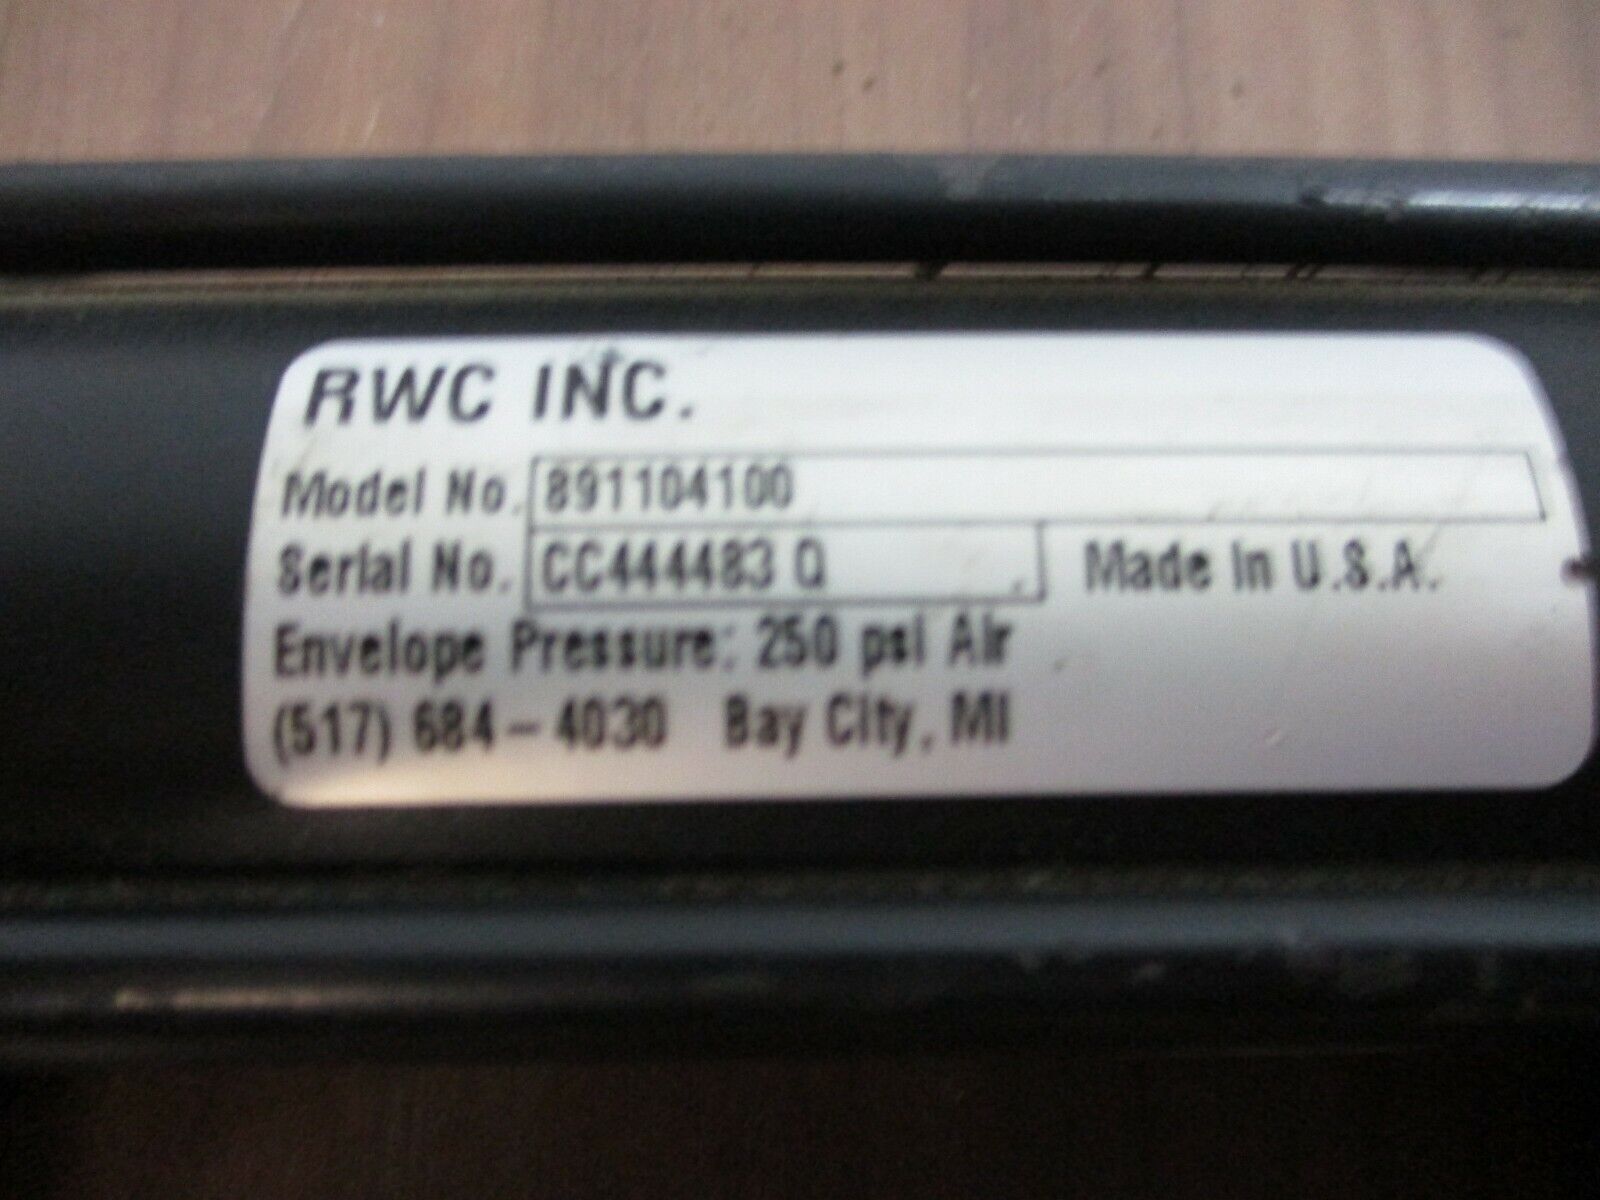 RWC INC.
Model No. 891104100
Serial No. CC444483 Q Made In U.S.A.
Envelope Pressure: 250 psi Air
(517) 684-4030 Bay City, MI